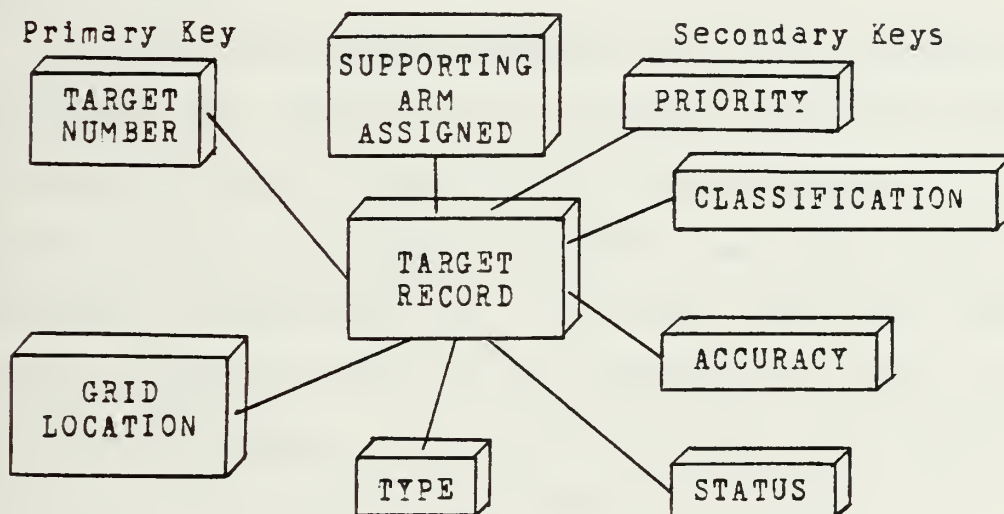 Primary Key
Secondary Keys
TARGET
NUMBER
SUPPORTING
ARM
ASSIGNED
PRIORITY
CLASSIFICATION
TARGET
RECORD
ACCURACY
GRID
LOCATION
TYPE
STATUS